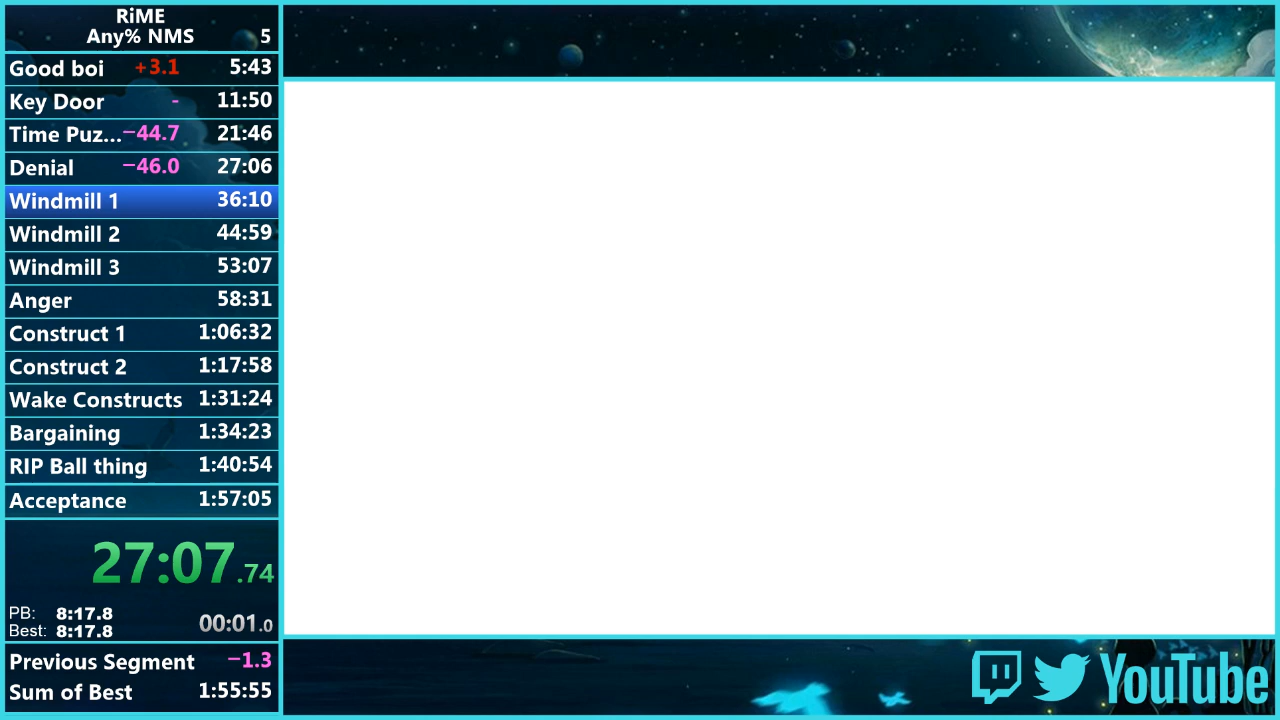 RiME
Any% NMS 5
Good boi +3.1 5:43
Key Door - 11:50
Time Puz... −44.7 21:46
Denial −46.0 27:06
Windmill 1 36:10
Windmill 2 44:59
Windmill 3 53:07
Anger 58:31
Construct 1 1:06:32
Construct 2 1:17:58
Wake Constructs 1:31:24
Bargaining 1:34:23
RIP Ball thing 1:40:54
Acceptance 1:57:05
27:07.74
PB: 8:17.8
Best: 8:17.8 00:01.0
Previous Segment −1.3
Sum of Best 1:55:55
YouTube